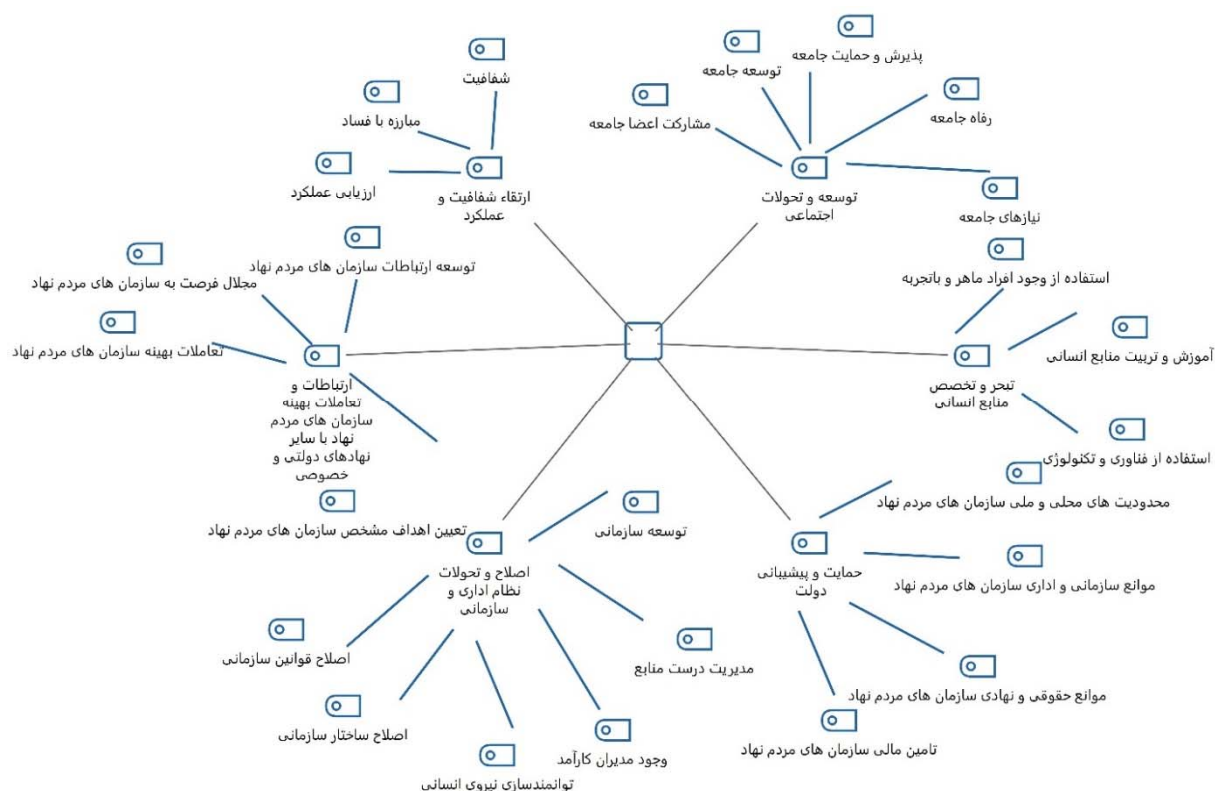 شفافیت
مبارزه با فساد
ارزیابی عملکرد
ارتقاء شفافیت و
عملکرد
پذیرش و حمایت جامعه
توسعه جامعه
رفاه جامعه
مشارکت اعضا جامعه
توسعه و تحولات
اجتماعی
نیازهای جامعه
استفاده از وجود افراد ماهر و باتجربه
آموزش و تربیت منابع انسانی
تبحر و تخصص
منابع انسانی
استفاده از فناوری و تکنولوژی
توسعه ارتباطات سازمان های مردم نهاد
مجلال فرصت به سازمان های مردم نهاد
تعاملات بهینه سازمان های مردم نهاد
ارتباطات و
تعاملات بهینه
سازمان های مردم
نهاد با سایر
نهادهای دولتی و
خصوصی
تعیین اهداف مشخص سازمان های مردم نهاد
توسعه سازمانی
اصلاح و تحولات
نظام اداری و
سازمانی
اصلاح قوانین سازمانی
اصلاح ساختار سازمانی
توانمندسازی نیروی انسانی
وجود مدیران کارآمد
مدیریت درست منابع
محدودیت های محلی و ملی سازمان های مردم نهاد
حمایت و پیشیبانی
دولت
موانع سازمانی و اداری سازمان های مردم نهاد
موانع حقوقی و نهادی سازمان های مردم نهاد
تامین مالی سازمان های مردم نهاد